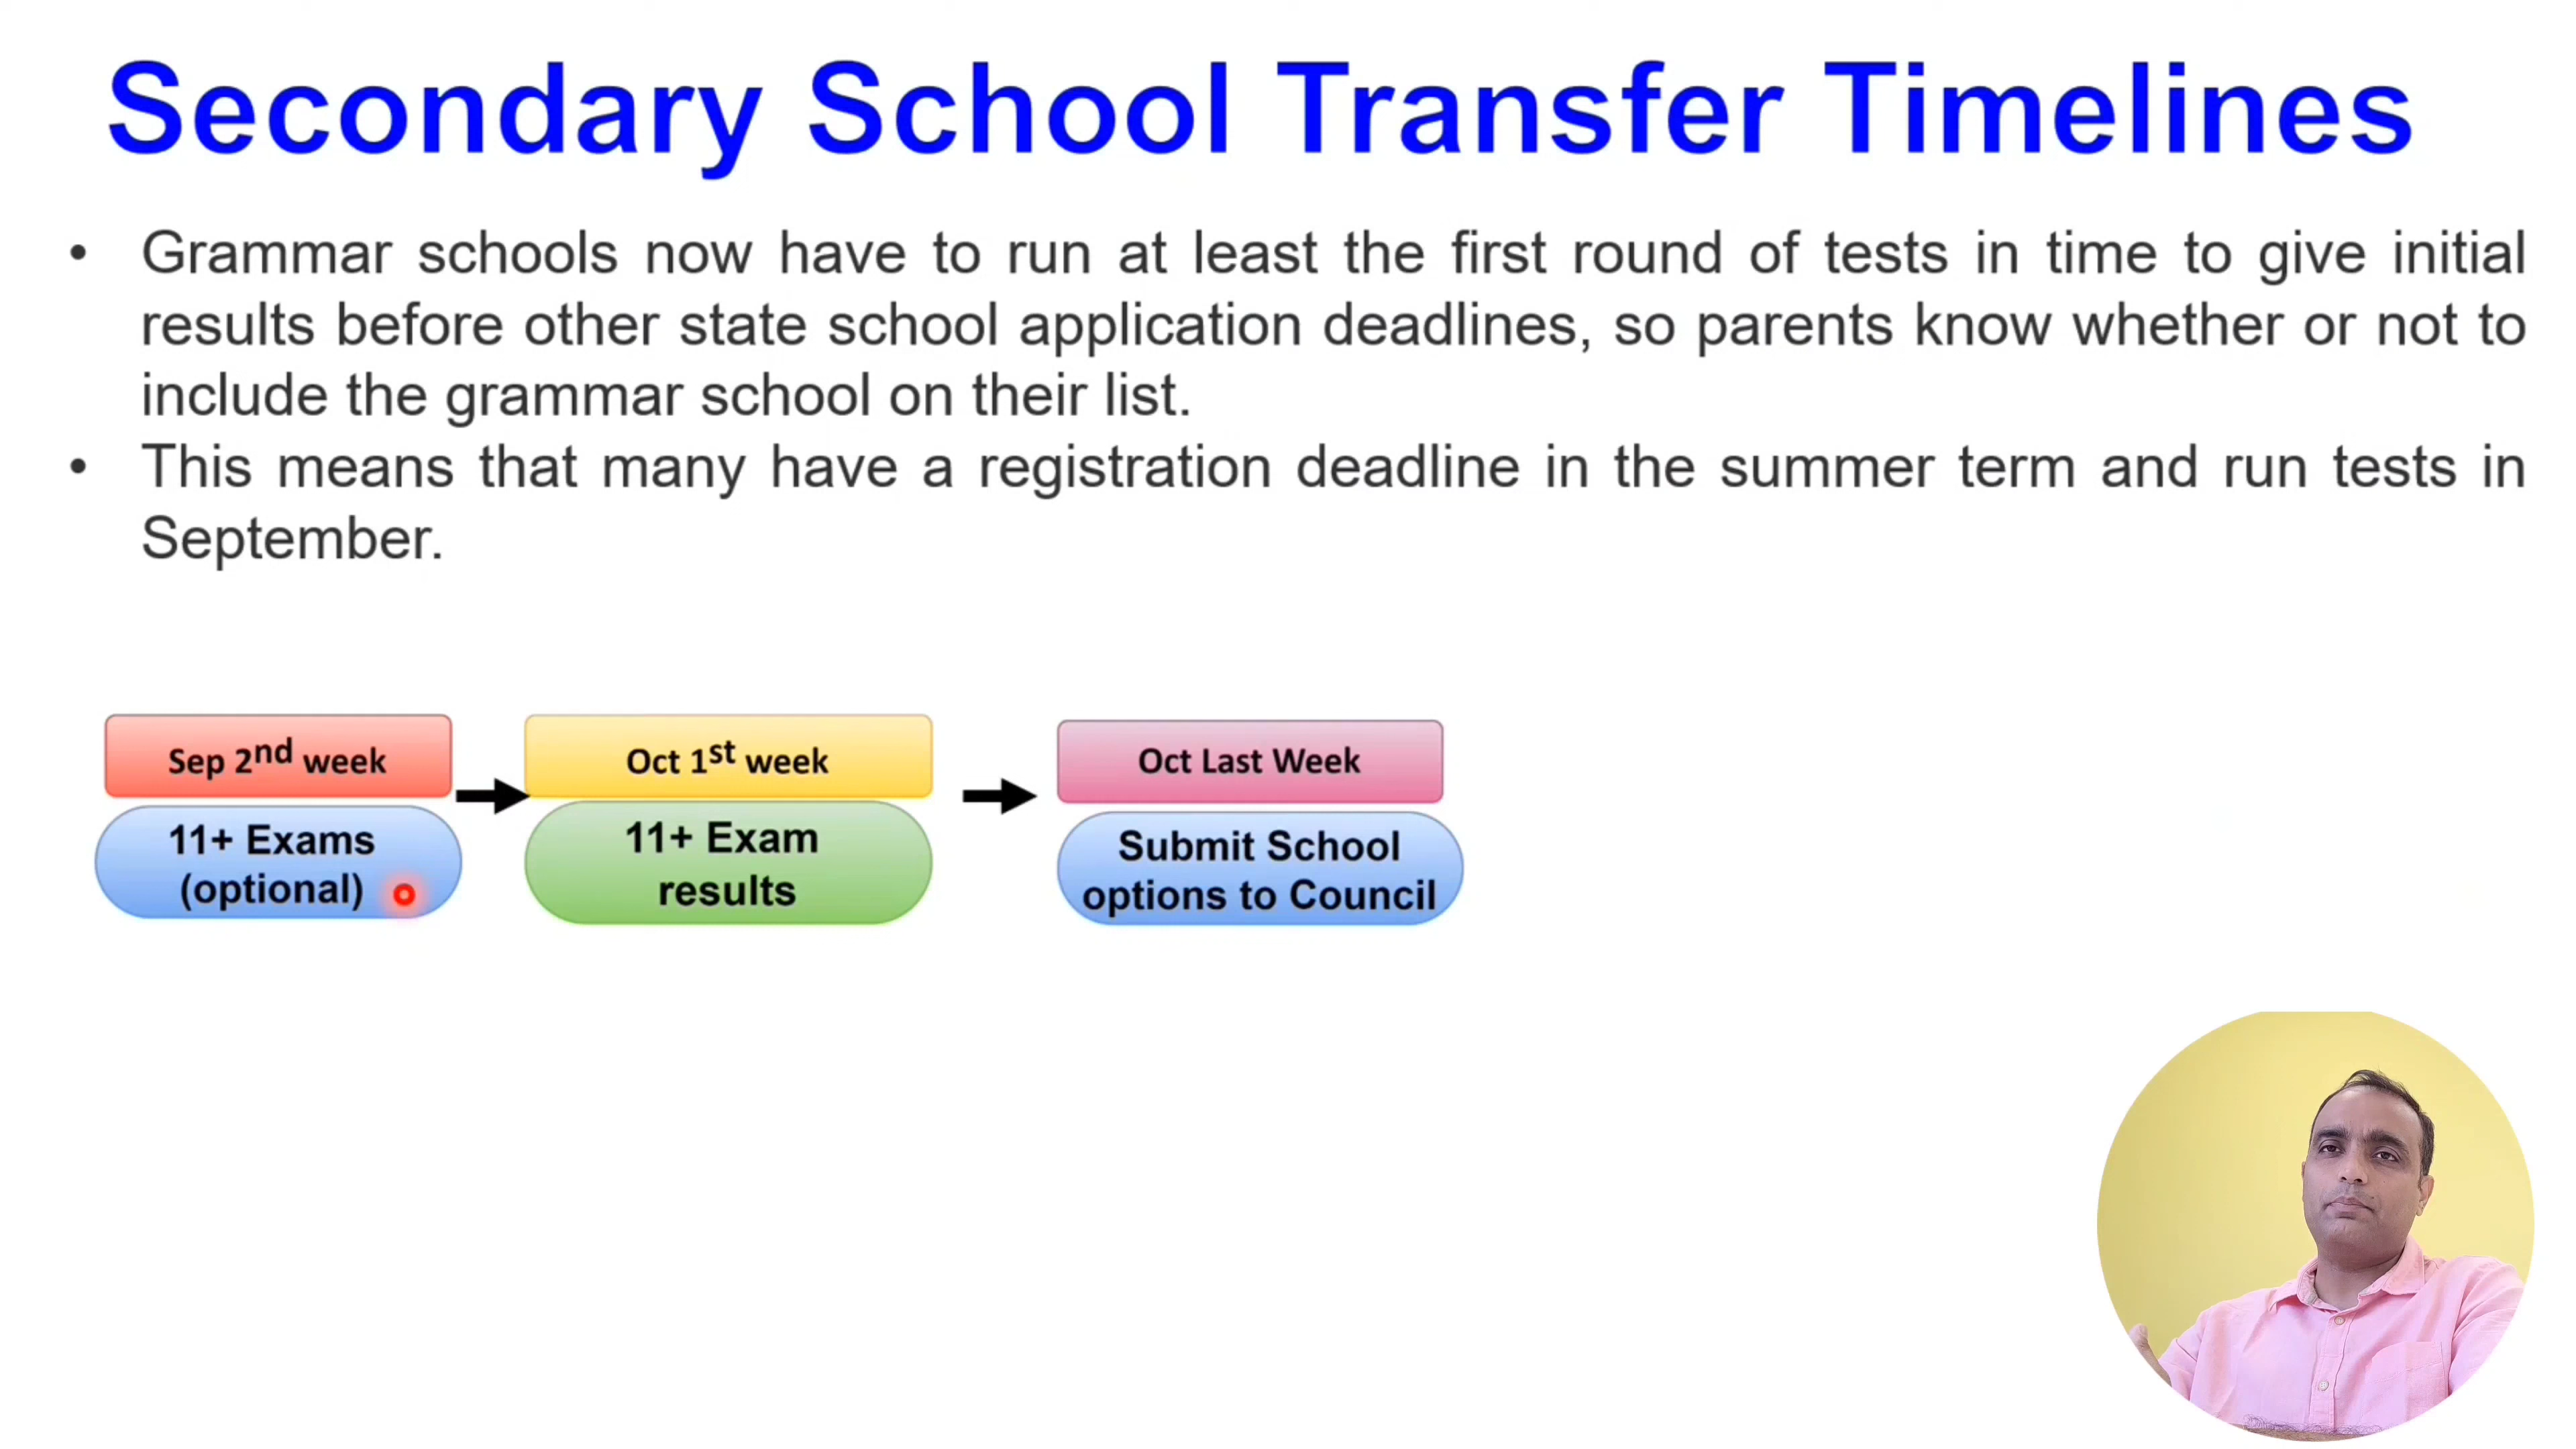 Secondary School Transfer Timelines
• Grammar schools now have to run at least the first round of tests in time to give initial
results before other state school application deadlines, so parents know whether or not to
include the grammar school on their list.
• This means that many have a registration deadline in the summer term and run tests in
September.
Sep 2nd week
11+ Exams
(optional)
Oct 1st week
11+ Exam
results
Oct Last Week
Submit School
options to Council